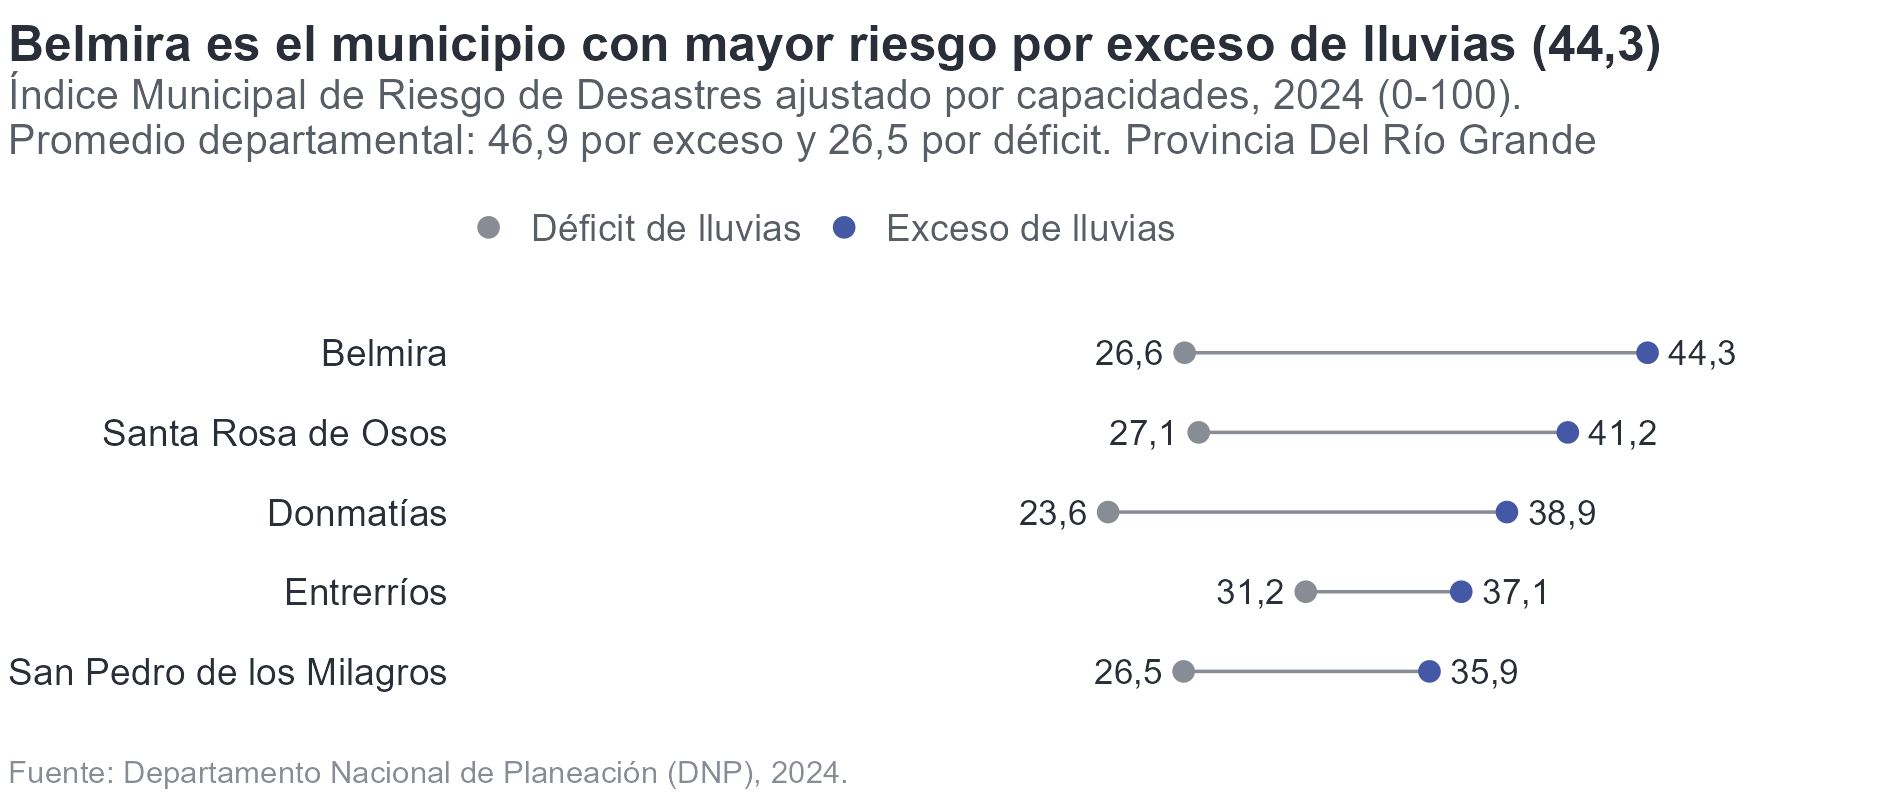 Belmira es el municipio con mayor riesgo por exceso de lluvias (44,3)
Índice Municipal de Riesgo de Desastres ajustado por capacidades, 2024 (0-100).
Promedio departamental: 46,9 por exceso y 26,5 por déficit. Provincia Del Río Grande
Déficit de lluvias Exceso de lluvias
Belmira 26,6 44,3
Santa Rosa de Osos 27,1 41,2
Donmatías 23,6 38,9
Entrerríos 31,2 37,1
San Pedro de los Milagros 26,5 35,9
Fuente: Departamento Nacional de Planeación (DNP), 2024.